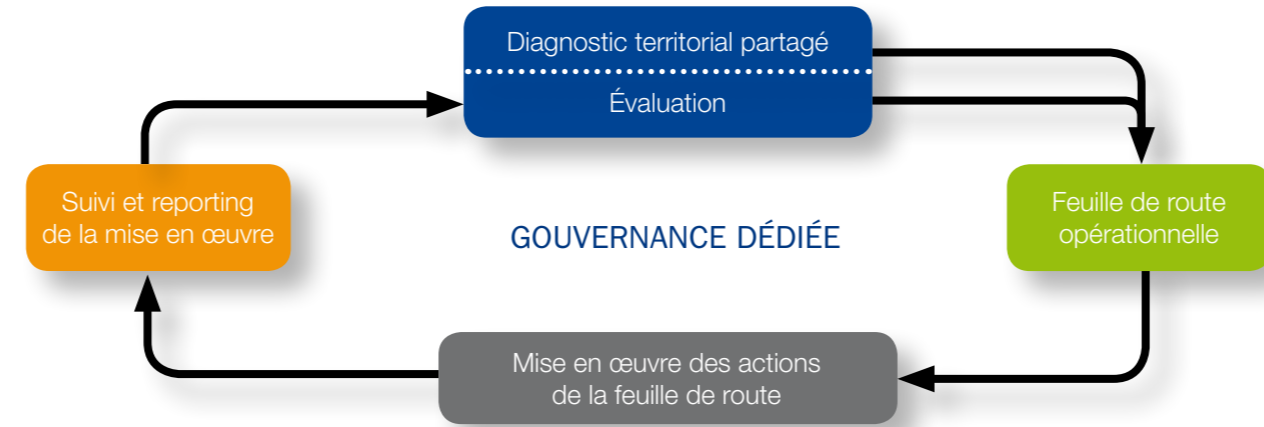 Diagnostic territorial partagé
Évaluation
Suivi et reporting
de la mise en œuvre
GOUVERNANCE DÉDIÉE
Feuille de route
opérationnelle
Mise en œuvre des actions
de la feuille de route